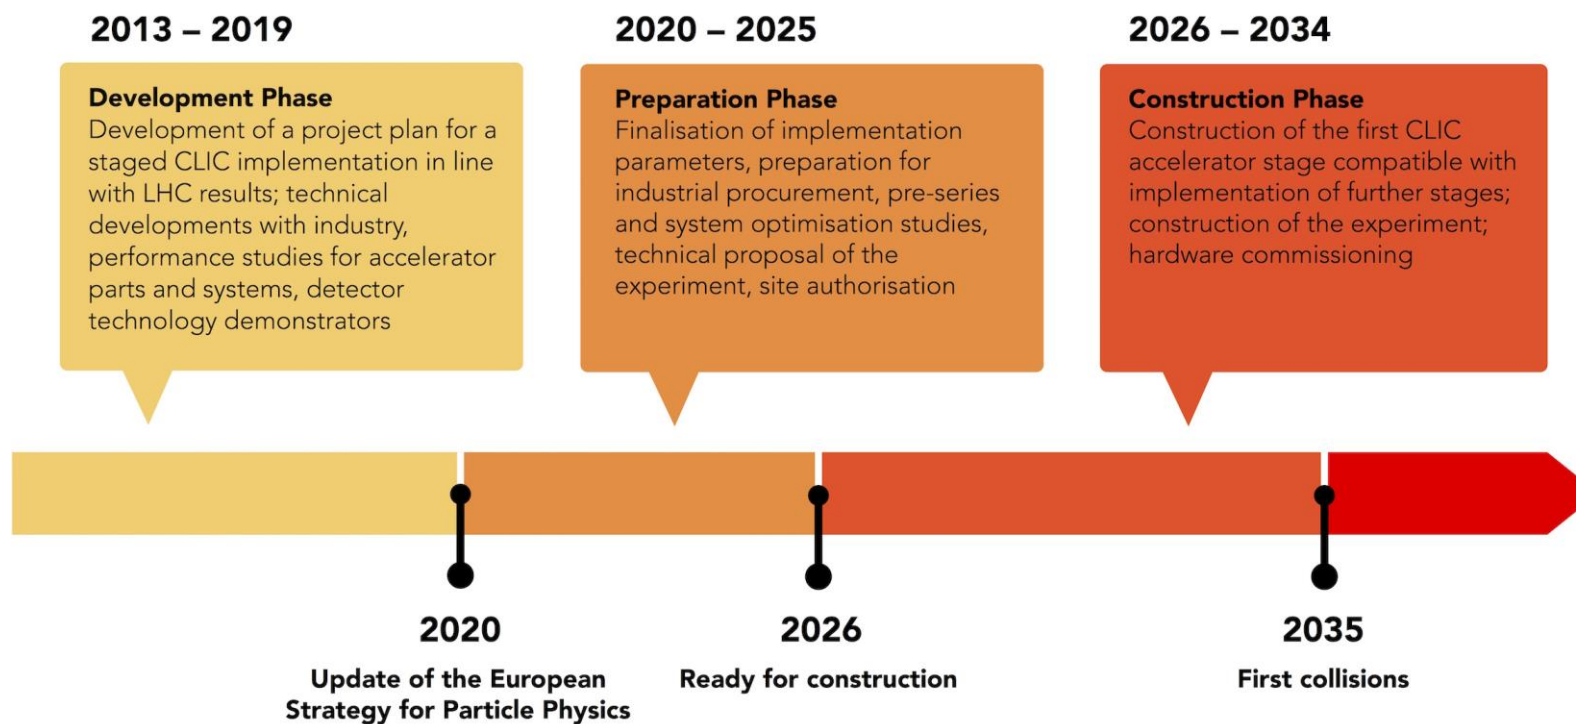 2013 – 2019
Development Phase
Development of a project plan for a
staged CLIC implementation in line
with LHC results; technical
developments with industry,
performance studies for accelerator
parts and systems, detector
technology demonstrators
2020 – 2025
Preparation Phase
Finalisation of implementation
parameters, preparation for
industrial procurement, pre-series
and system optimisation studies,
technical proposal of the
experiment, site authorisation
2026 – 2034
Construction Phase
Construction of the first CLIC
accelerator stage compatible with
implementation of further stages;
construction of the experiment;
hardware commissioning
2020
Update of the European
Strategy for Particle Physics
2026
Ready for construction
2035
First collisions